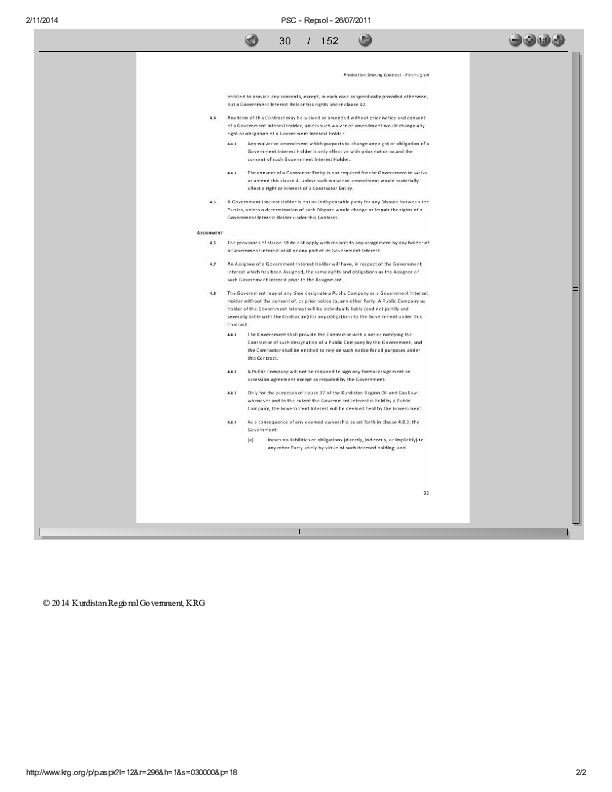 2/11/2014 PSC - Repsol - 26/07/2011
30 / 152
Production Sharing Contract -
entitled to provide any consents, except, in each case as specifically provided otherwise,
not a Government Interest Holder has rights under clause 42.
4.4 Any term of this Contract may be waived or amended without prior notice and consent
of a Government Interest Holder, unless such waiver or amendment would change any
right or obligation of a Government Interest Holder.
4.4.1 Any waiver or amendment which purports to change any right or obligation of a
Government Interest Holder is only effective with prior notice to and the
consent of such Government Interest Holder.
4.4.2 The consent of a Contractor Entity is not required for the Government to waive
or amend this clause 4, unless such waiver or amendment would materially
affect a right or interest of a Contractor Entity.
4.5 A Government Interest Holder is not an indispensable party for any Dispute between the
Parties, unless a determination of such Dispute would change or impair the rights of a
Government Interest Holder under this Contract.
ASSIGNMENT
4.6 The provisions of clause 39 do not apply with respect to any assignment by any holder of
a Government Interest of all or any part of its Government Interest.
4.7 An Assignee of a Government Interest Holder will have, in respect of the Government
Interest which has been Assigned, the same rights and obligations as the Assignor of
such Government Interest prior to the Assignment.
4.8 The Government may at any time designate a Public Company as a Government Interest
Holder without the consent of, or prior notice to, any other Party. A Public Company as
holder of the Government Interest will be individually liable (and not jointly and
severally liable with the Contractor) for any obligations to the Government under this
Contract.
4.8.1 The Government shall provide the Contractor with a notice notifying the
Contractor of such designation of a Public Company by the Government, and
the Contractor shall be entitled to rely on such notice for all purposes under
this Contract.
4.8.2 A Public Company will not be required to sign any formal assignment or
accession agreement except as required by the Government.
4.8.3 Only for the purposes of clause 37 of the Kurdistan Region Oil and Gas Law,
whenever and to the extent the Government Interest is held by a Public
Company, the Government Interest will be deemed held by the Government.
4.8.4 As a consequence of any deemed ownership as set forth in clause 4.8.3, the
Government:
(a) incurs no liabilities or obligations (directly, indirectly, or implicitly) to
any other Party solely by virtue of such deemed holding; and
32
© 2014 Kurdistan Regional Government, KRG
http://www.krg.org/p/p.aspx?l=12&r=296&h=1&s=030000&p=18 2/2